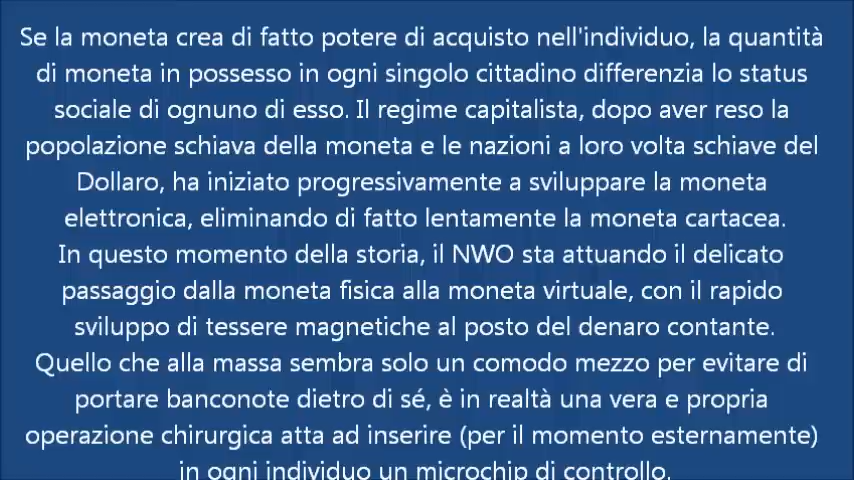 Se la moneta crea di fatto potere di acquisto nell'individuo, la quantità
di moneta in possesso in ogni singolo cittadino differenzia lo status
sociale di ognuno di esso. Il regime capitalista, dopo aver reso la
popolazione schiava della moneta e le nazioni a loro volta schiave del
Dollaro, ha iniziato progressivamente a sviluppare la moneta
elettronica, eliminando di fatto lentamente la moneta cartacea.
In questo momento della storia, il NWO sta attuando il delicato
passaggio dalla moneta fisica alla moneta virtuale, con il rapido
sviluppo di tessere magnetiche al posto del denaro contante.
Quello che alla massa sembra solo un comodo mezzo per evitare di
portare banconote dietro di sé, è in realtà una vera e propria
operazione chirurgica atta ad inserire (per il momento esternamente)
in ogni individuo un microchip di controllo.